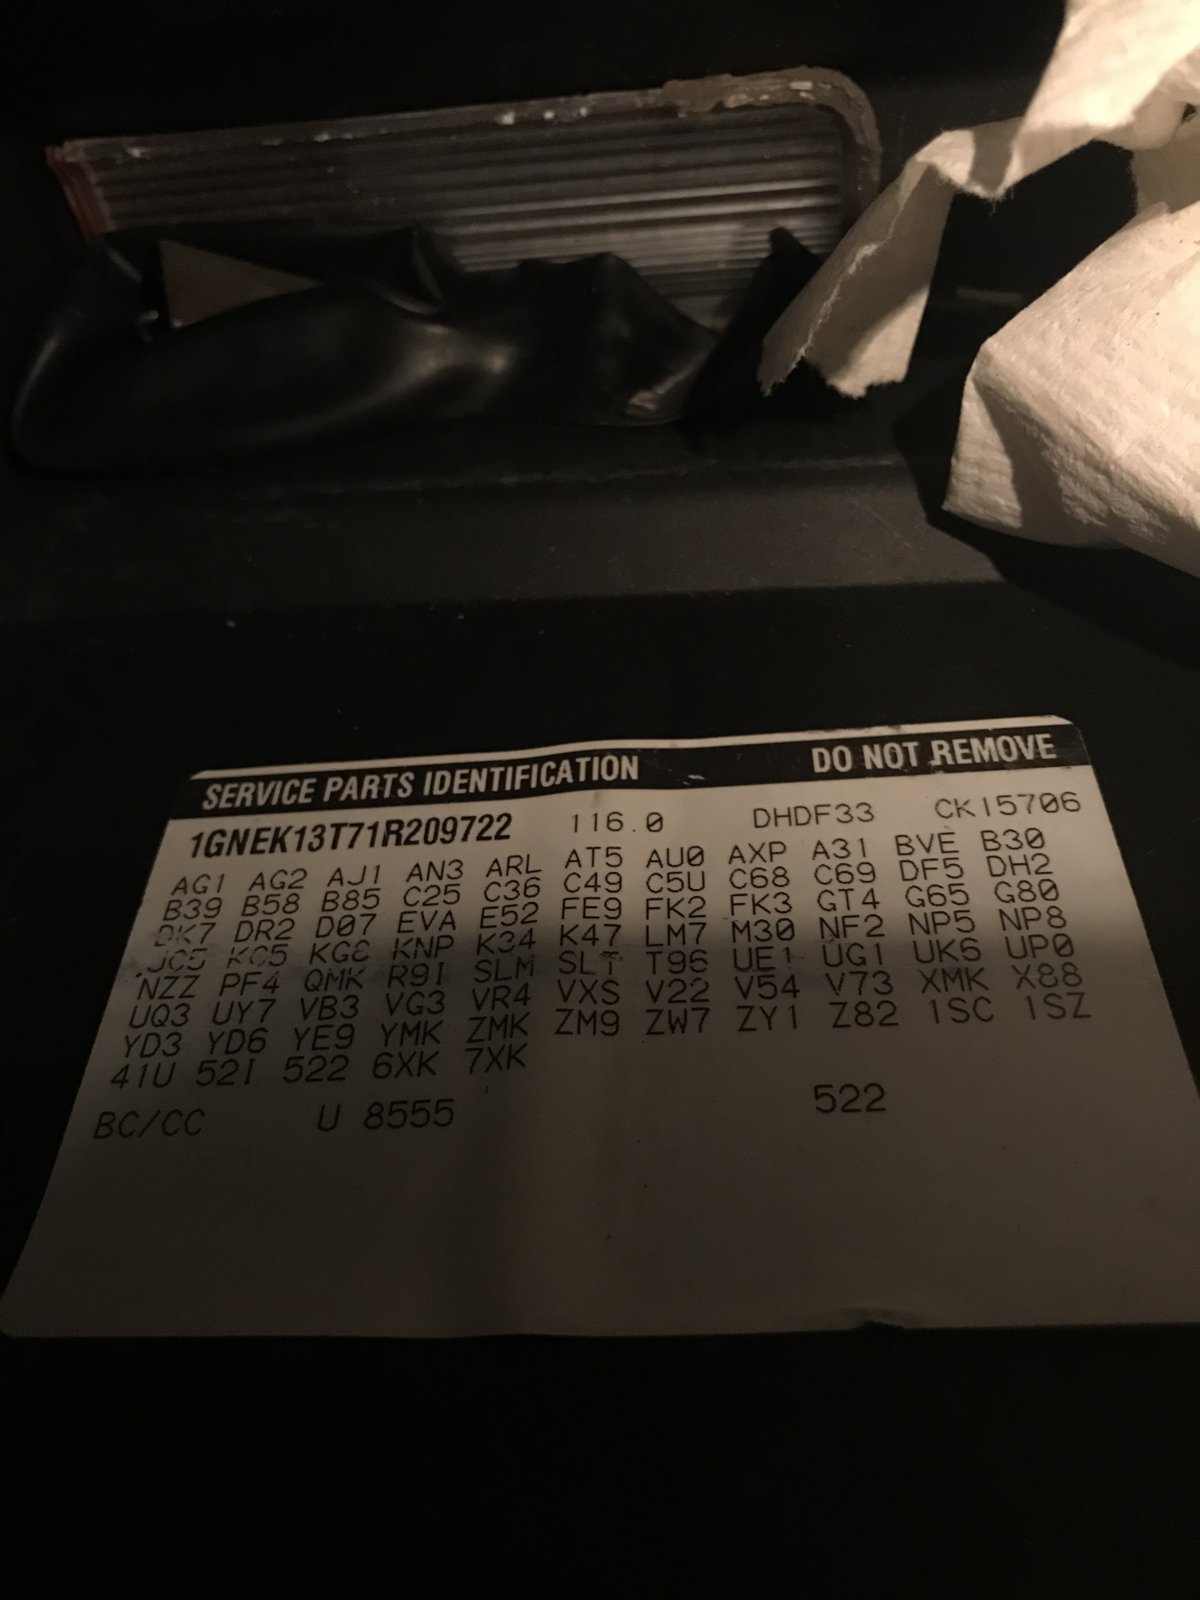 SERVICE PARTS IDENTIFICATION DO NOT REMOVE
1GNEK13T71R209722 116.0 DHDF33 CK15706
AG1 AG2 AJ1 AN3 ARL AT5 AU0 AXP A31 BVE B30
B39 B58 B85 C25 C36 C49 C5U C68 C69 DF5 DH2
DK7 DR2 D07 EVA E52 FE9 FK2 FK3 GT4 G65 G80
JC5 KC5 KNP K34 K47 LM7 M30 NF2 NP5 NP8
NZZ PF4 QMK R9I SLM SLT T96 UE1 UG1 UK6 UP0
UQ3 UY7 VB3 VG3 VR4 VXS V22 V54 V73 XMK X88
YD3 YD6 YE9 YMK ZMK ZM9 ZW7 ZY1 Z82 1SC 1SZ
41U 52I 522 6XK 7XK
BC/CC U 8555 522